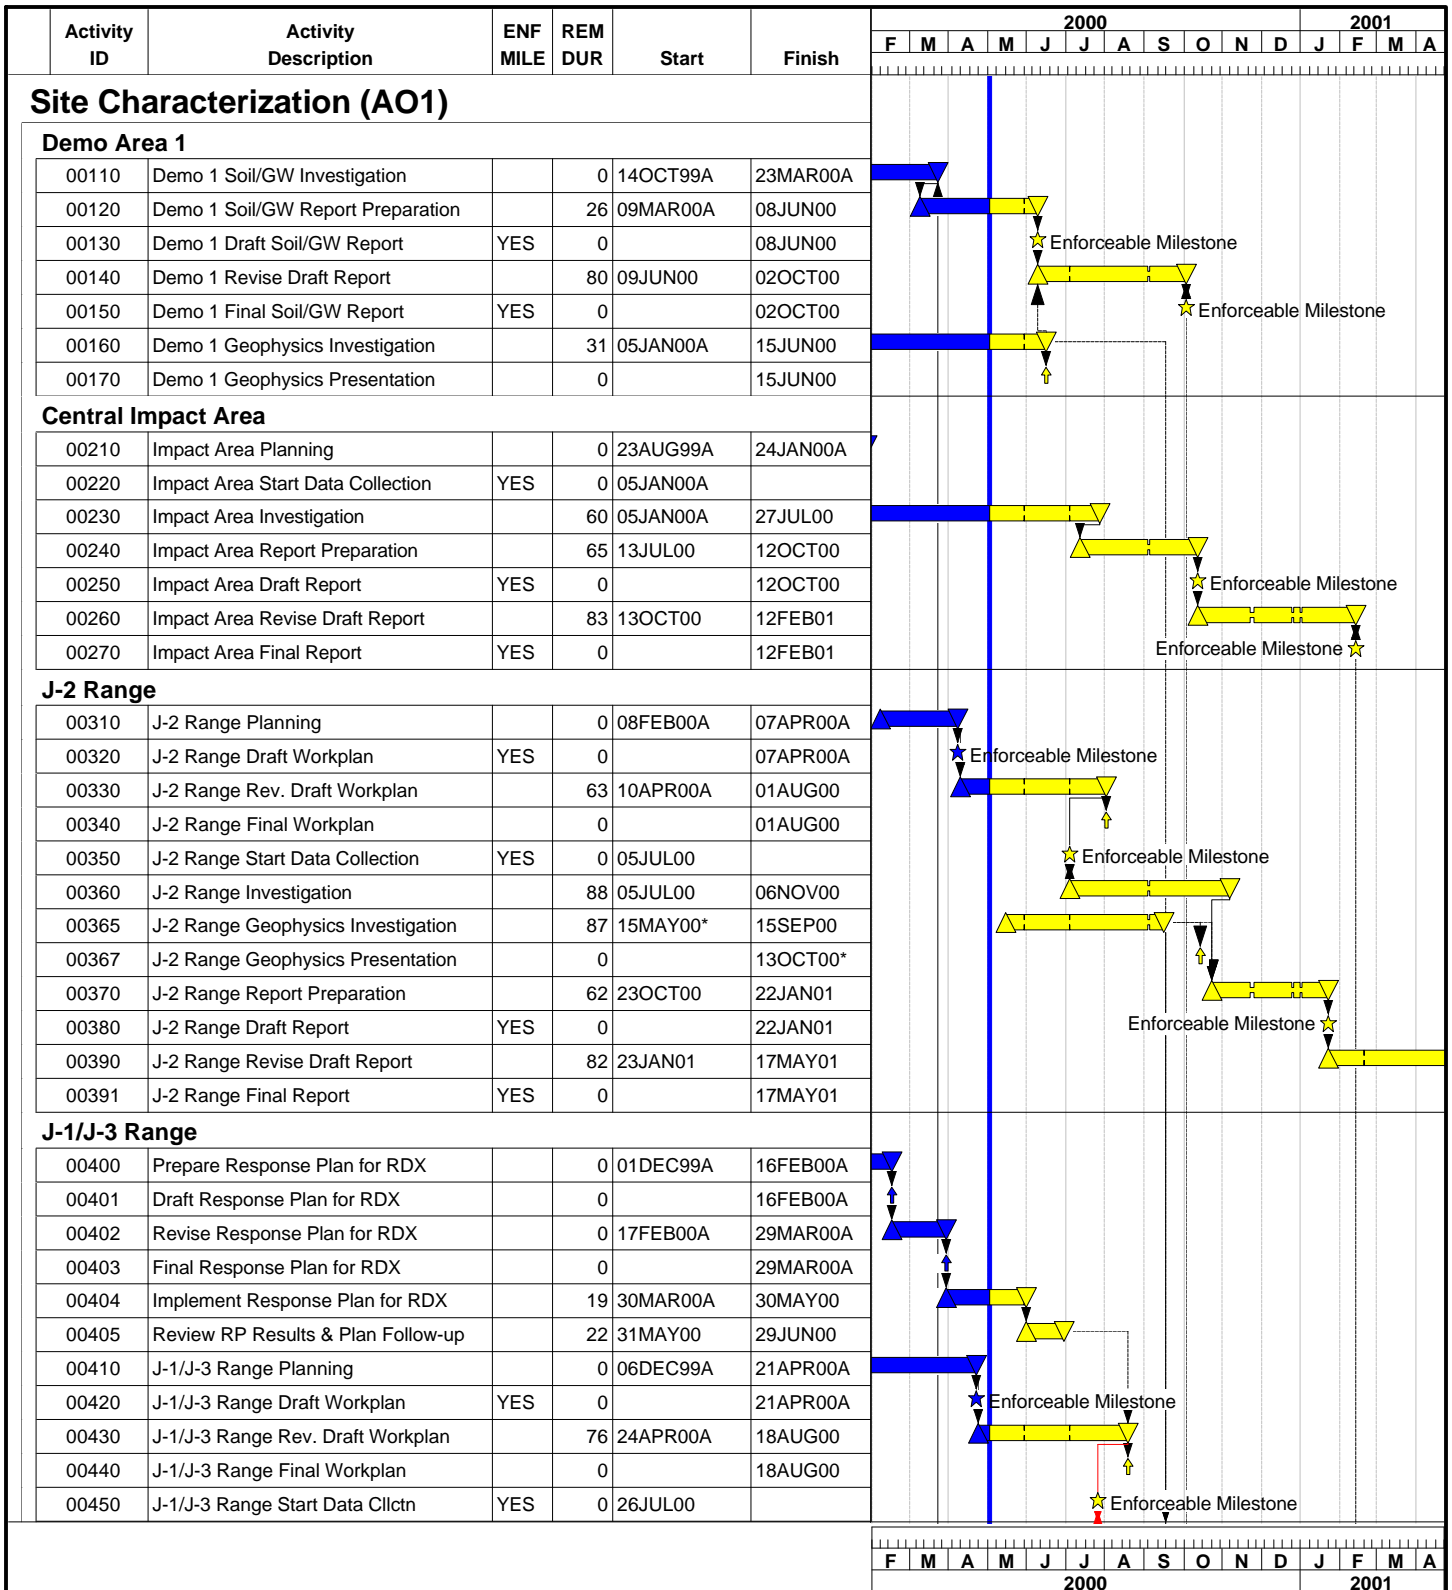 2000 2001
Activity Activity ENF REM
F M A M J J A S O N D J F M A
ID Description MILE DUR Start Finish
Site Characterization (AO1)
Demo Area 1
00110 Demo 1 Soil/GW Investigation 0 14OCT99A 23MAR00A
00120 Demo 1 Soil/GW Report Preparation 26 09MAR00A 08JUN00
00130 Demo 1 Draft Soil/GW Report YES 0 08JUN00 Enforceable Milestone
00140 Demo 1 Revise Draft Report 80 09JUN00 02OCT00
00150 Demo 1 Final Soil/GW Report YES 0 02OCT00 Enforceable Milestone
00160 Demo 1 Geophysics Investigation 31 05JAN00A 15JUN00
00170 Demo 1 Geophysics Presentation 0 15JUN00
Central Impact Area
00210 Impact Area Planning 0 23AUG99A 24JAN00A
00220 Impact Area Start Data Collection YES 0 05JAN00A
00230 Impact Area Investigation 60 05JAN00A 27JUL00
00240 Impact Area Report Preparation 65 13JUL00 12OCT00
00250 Impact Area Draft Report YES 0 12OCT00 Enforceable Milestone
00260 Impact Area Revise Draft Report 83 13OCT00 12FEB01
00270 Impact Area Final Report YES 0 12FEB01 Enforceable Milestone
J-2 Range
00310 J-2 Range Planning 0 08FEB00A 07APR00A
00320 J-2 Range Draft Workplan YES 0 07APR00A Enforceable Milestone
00330 J-2 Range Rev. Draft Workplan 63 10APR00A 01AUG00
00340 J-2 Range Final Workplan 0 01AUG00
00350 J-2 Range Start Data Collection YES 0 05JUL00 Enforceable Milestone
00360 J-2 Range Investigation 88 05JUL00 06NOV00
00365 J-2 Range Geophysics Investigation 87 15MAY00* 15SEP00
00367 J-2 Range Geophysics Presentation 0 13OCT00*
00370 J-2 Range Report Preparation 62 23OCT00 22JAN01
00380 J-2 Range Draft Report YES 0 22JAN01 Enforceable Milestone
00390 J-2 Range Revise Draft Report 82 23JAN01 17MAY01
00391 J-2 Range Final Report YES 0 17MAY01
J-1/J-3 Range
00400 Prepare Response Plan for RDX 0 01DEC99A 16FEB00A
00401 Draft Response Plan for RDX 0 16FEB00A
00402 Revise Response Plan for RDX 0 17FEB00A 29MAR00A
00403 Final Response Plan for RDX 0 29MAR00A
00404 Implement Response Plan for RDX 19 30MAR00A 30MAY00
00405 Review RP Results & Plan Follow-up 22 31MAY00 29JUN00
00410 J-1/J-3 Range Planning 0 06DEC99A 21APR00A
00420 J-1/J-3 Range Draft Workplan YES 0 21APR00A Enforceable Milestone
00430 J-1/J-3 Range Rev. Draft Workplan 76 24APR00A 18AUG00
00440 J-1/J-3 Range Final Workplan 0 18AUG00
00450 J-1/J-3 Range Start Data Cllctn YES 0 26JUL00 Enforceable Milestone
F M A M J J A S O N D J F M A
2000 2001